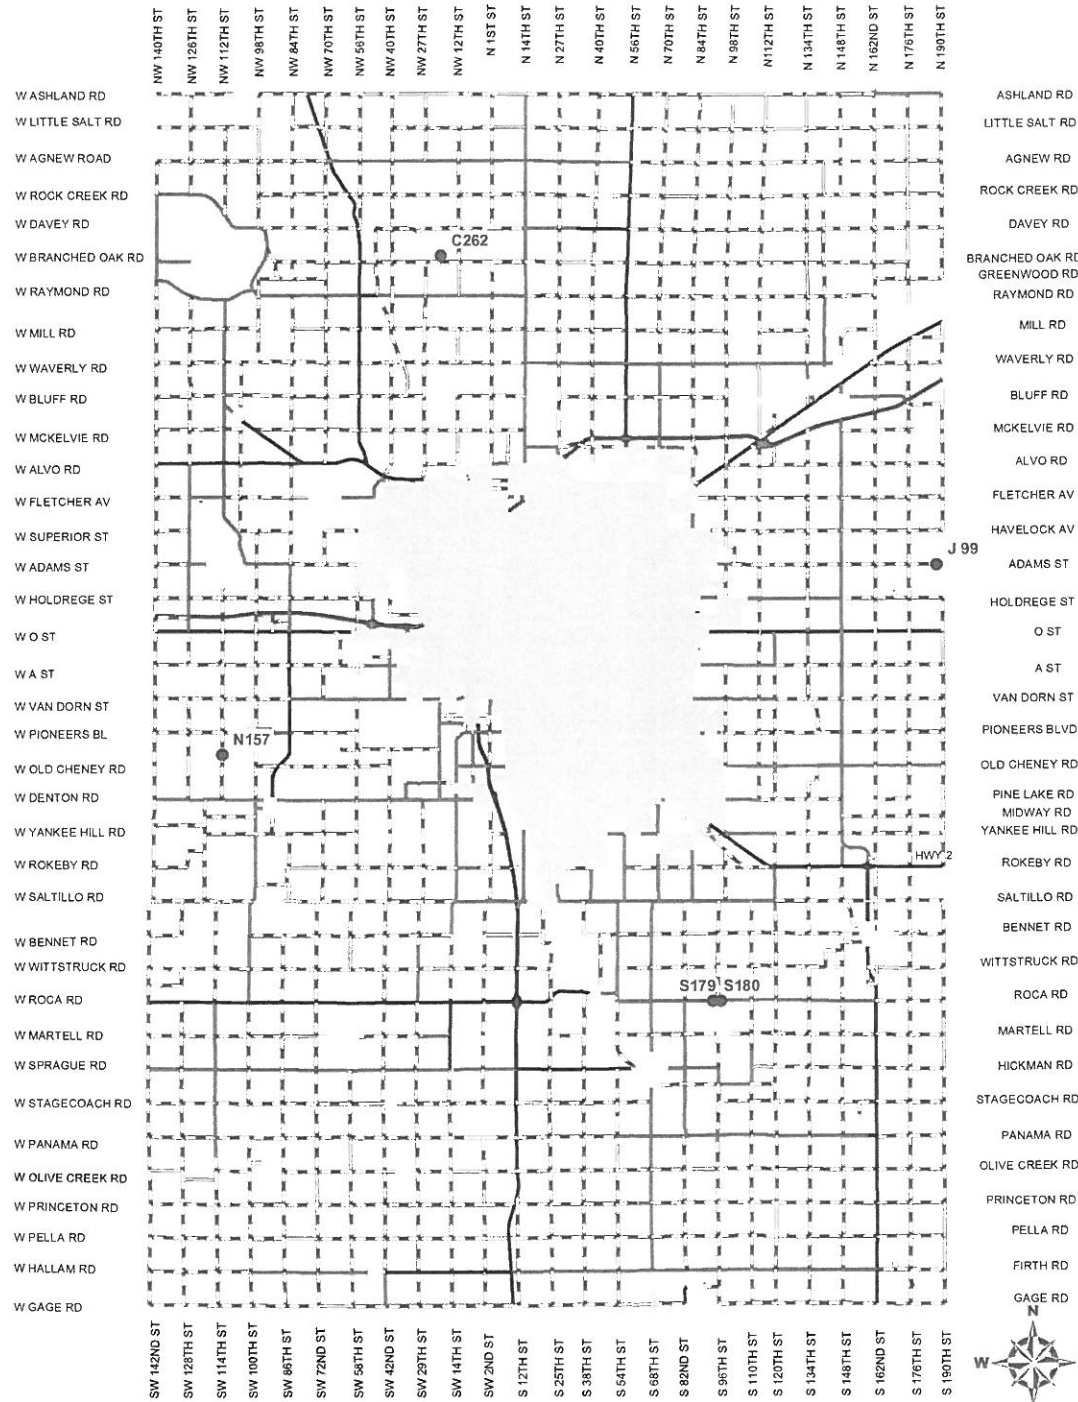 NW 140TH ST
NW 126TH ST
NW 112TH ST
NW 98TH ST
NW 84TH ST
NW 70TH ST
NW 56TH ST
NW 40TH ST
NW 27TH ST
NW 12TH ST
N 1ST ST
N 14TH ST
N 27TH ST
N 40TH ST
N 56TH ST
N 70TH ST
N 84TH ST
N 98TH ST
N112TH ST
N 134TH ST
N 148TH ST
N 162ND ST
N 176TH ST
N 190TH ST
W ASHLAND RD
W LITTLE SALT RD
W AGNEW ROAD
W ROCK CREEK RD
W DAVEY RD
W BRANCHED OAK RD
W RAYMOND RD
W MILL RD
W WAVERLY RD
W BLUFF RD
W MCKELVIE RD
W ALVO RD
W FLETCHER AV
W SUPERIOR ST
W ADAMS ST
W HOLDREGE ST
W O ST
W A ST
W VAN DORN ST
W PIONEERS BL
W OLD CHENEY RD
W DENTON RD
W YANKEE HILL RD
W ROKEBY RD
W SALTILLO RD
W BENNET RD
W WITTSTRUCK RD
W ROCA RD
W MARTELL RD
W SPRAGUE RD
W STAGECOACH RD
W PANAMA RD
W OLIVE CREEK RD
W PRINCETON RD
W PELLA RD
W HALLAM RD
W GAGE RD
C262
J 99
N157
HWY 2
S179 S180
ASHLAND RD
LITTLE SALT RD
AGNEW RD
ROCK CREEK RD
DAVEY RD
BRANCHED OAK RD
GREENWOOD RD
RAYMOND RD
MILL RD
WAVERLY RD
BLUFF RD
MCKELVIE RD
ALVO RD
FLETCHER AV
HAVELOCK AV
ADAMS ST
HOLDREGE ST
O ST
A ST
VAN DORN ST
PIONEERS BLVD
OLD CHENEY RD
PINE LAKE RD
MIDWAY RD
YANKEE HILL RD
ROKEBY RD
SALTILLO RD
BENNET RD
WITTSTRUCK RD
ROCA RD
MARTELL RD
HICKMAN RD
STAGECOACH RD
PANAMA RD
OLIVE CREEK RD
PRINCETON RD
PELLA RD
FIRTH RD
GAGE RD
N
W
SW 142ND ST
SW 128TH ST
SW 114TH ST
SW 100TH ST
SW 86TH ST
SW 72ND ST
SW 58TH ST
SW 42ND ST
SW 29TH ST
SW 14TH ST
SW 2ND ST
S 12TH ST
S 25TH ST
S 38TH ST
S 54TH ST
S 68TH ST
S 82ND ST
S 96TH ST
S 110TH ST
S 120TH ST
S 134TH ST
S 148TH ST
S 162ND ST
S 176TH ST
S 190TH ST